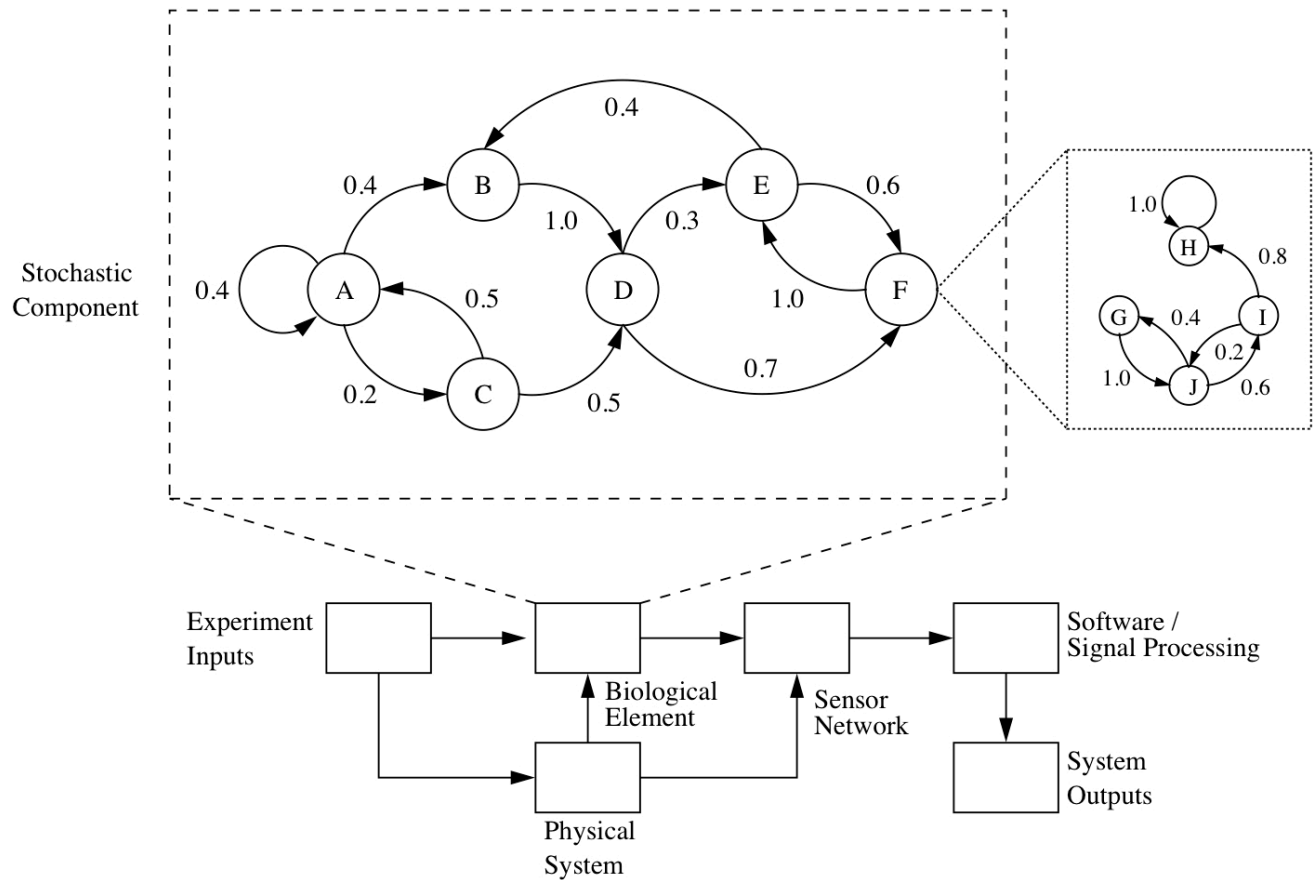 0.4
B
E
0.4
0.6
1.0
0.3
1.0
H
0.8
Stochastic
Component
0.4
A
0.5
D
1.0
F
G
0.4
I
0.2
1.0
J
0.6
0.2
C
0.5
0.7
Experiment
Inputs
Software /
Signal Processing
Biological
Element
Sensor
Network
System
Outputs
Physical
System